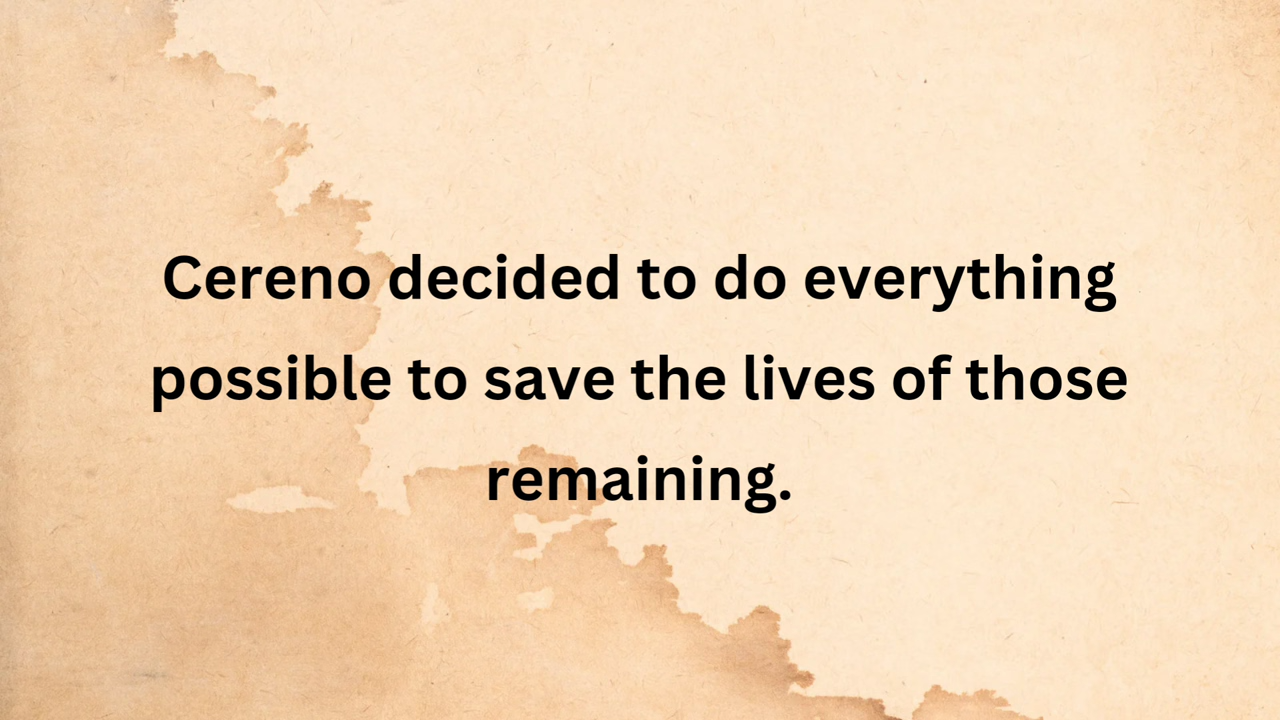 Cereno decided to do everything
possible to save the lives of those
remaining.